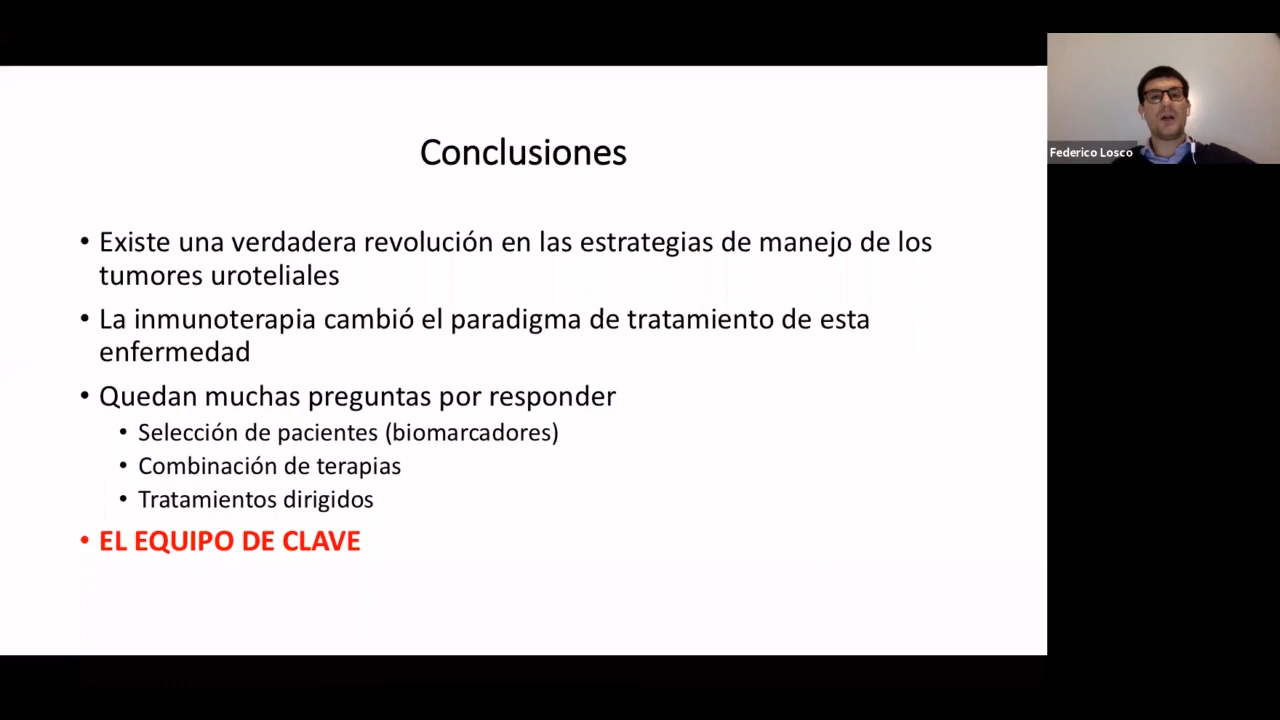 Conclusiones
• Existe una verdadera revolución en las estrategias de manejo de los
tumores uroteliales
• La inmunoterapia cambió el paradigma de tratamiento de esta
enfermedad
• Quedan muchas preguntas por responder
• Selección de pacientes (biomarcadores)
• Combinación de terapias
• Tratamientos dirigidos
• EL EQUIPO DE CLAVE
Federico Losco